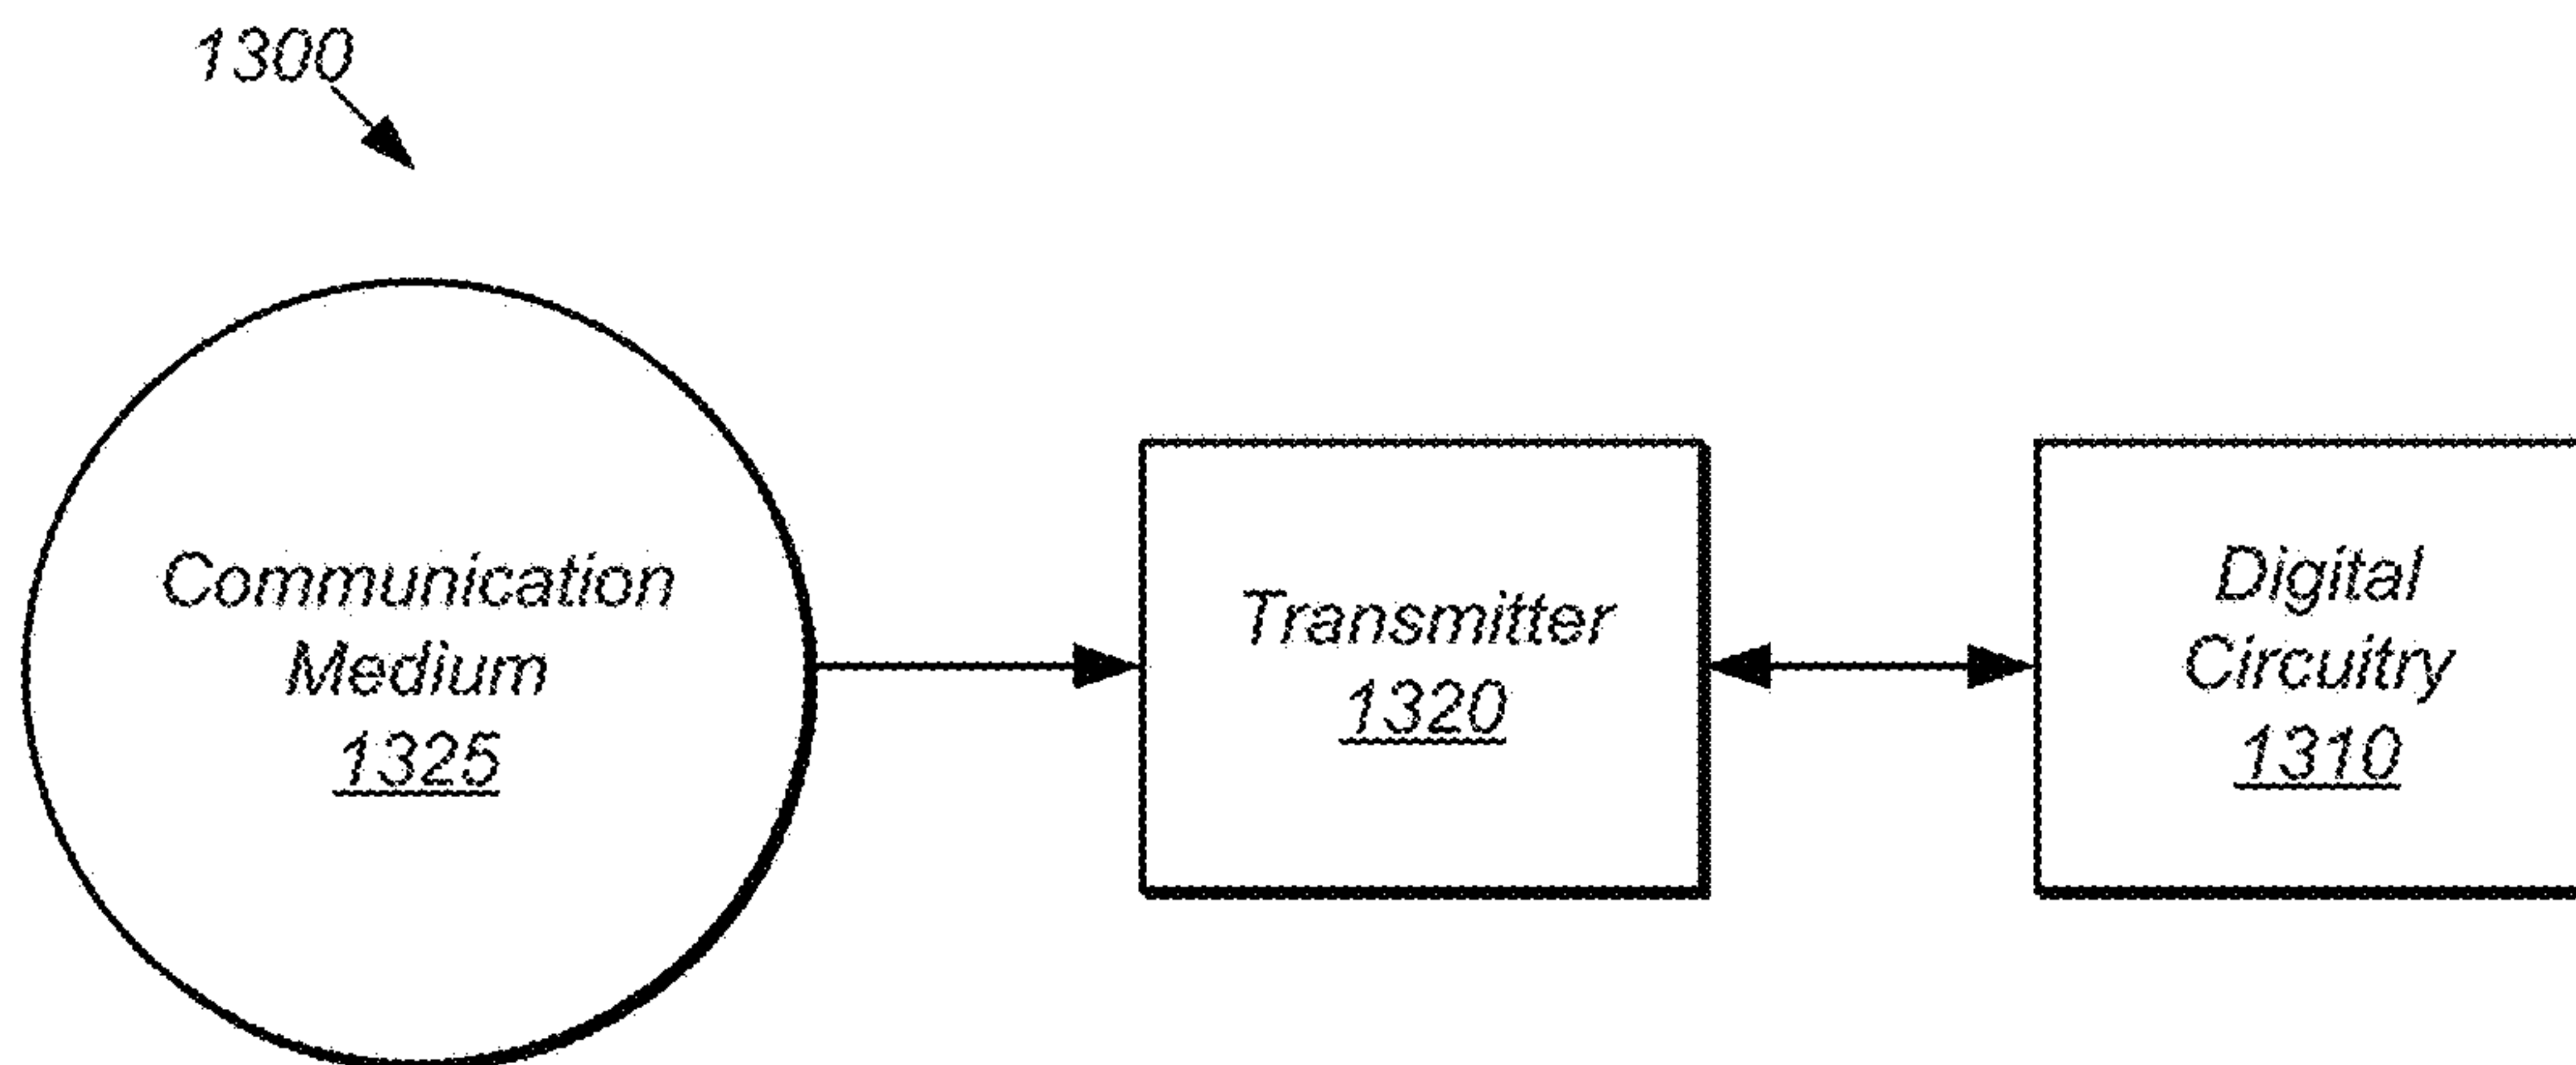 1300
Communication
Medium
1325
Transmitter
1320
Digital
Circuitry
1310